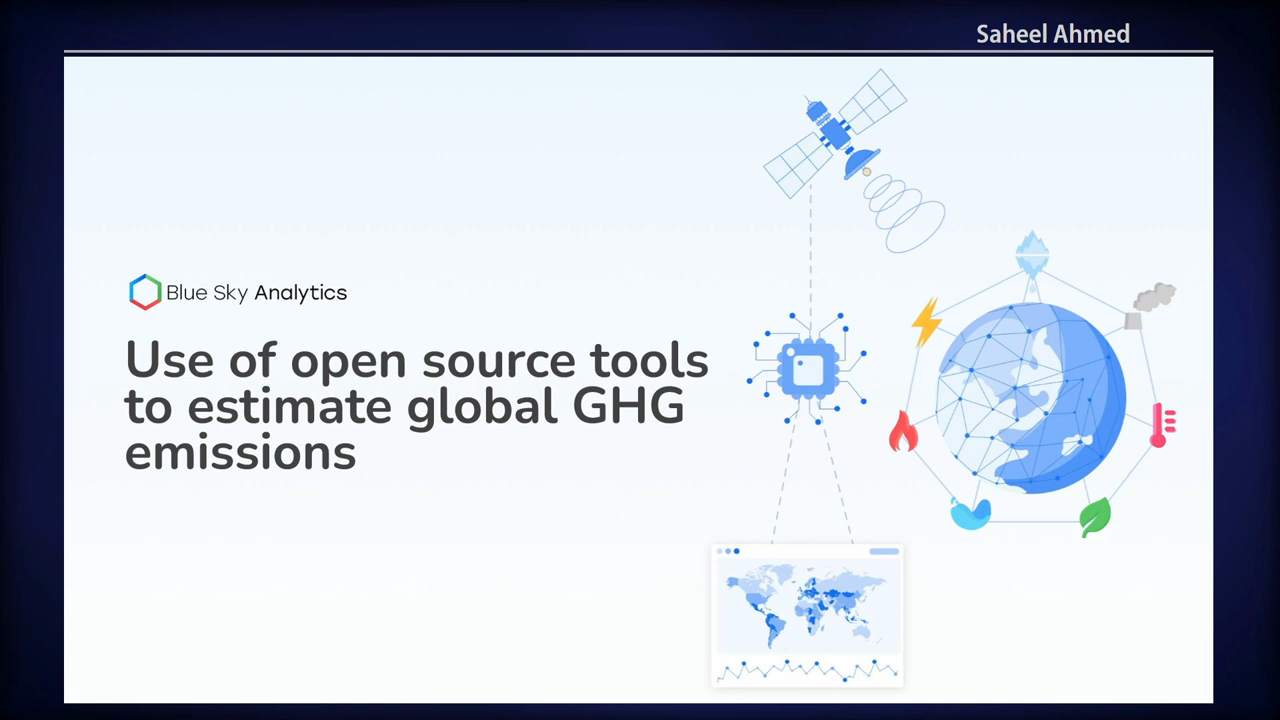 Saheel Ahmed
Blue Sky Analytics
Use of open source tools
to estimate global GHG
emissions